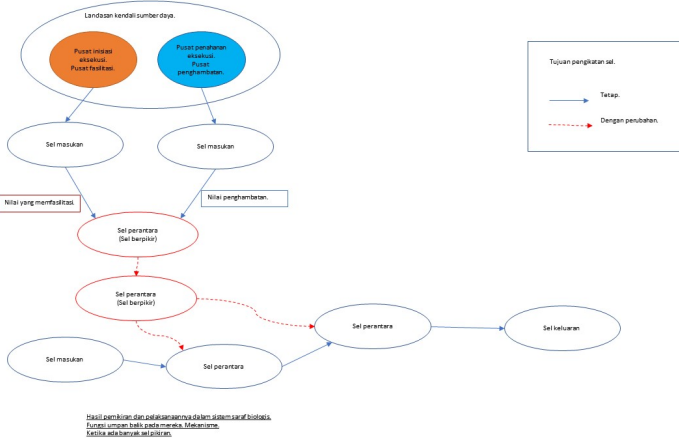 Landasan kendali sumber daya.
Pusat inisiasi
eksekusi.
Pusat fasilitasi.
Pusat penahanan
eksekusi.
Pusat
penghambatan.
Tujuan pengikatan sel.
Tetap.
Dengan perubahan.
Sel masukan
Sel masukan
Nilai yang memfasilitasi.
Nilai penghambatan.
Sel perantara
(Sel berpikir)
Sel perantara
(Sel berpikir)
Sel perantara
Sel keluaran
Sel masukan
Sel perantara
Hasil pemikiran dan pelaksanaannya dalam sistem saraf biologis.
Fungsi umpan balik pada mereka. Mekanisme.
Ketika ada banyak sel pikiran.